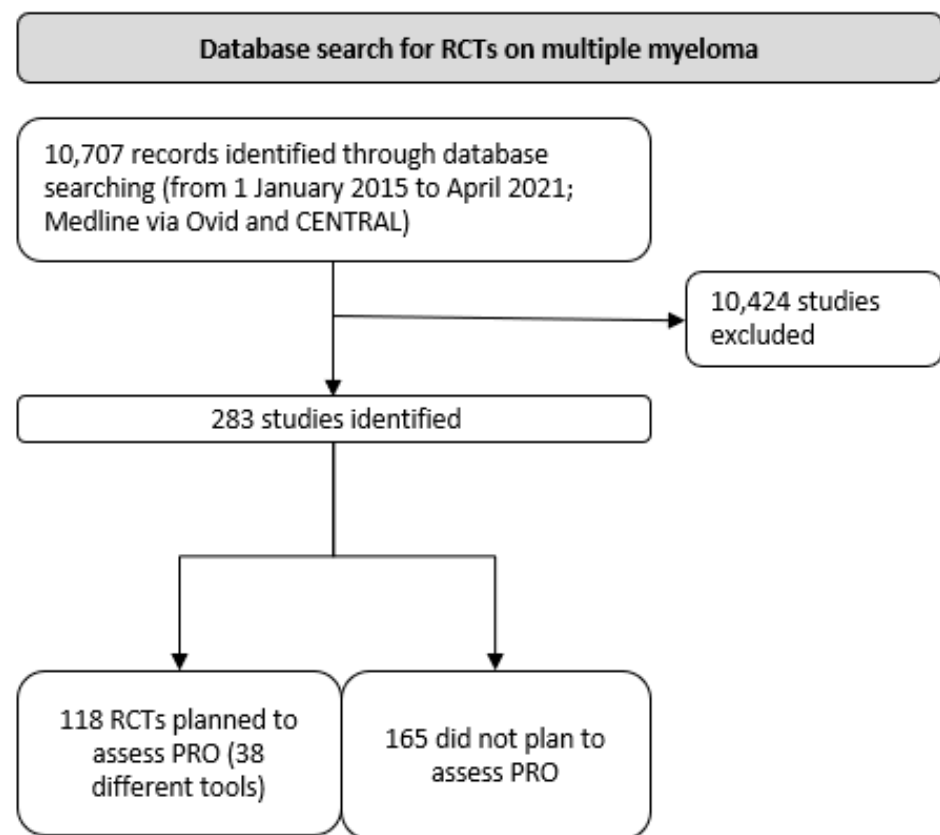 Database search for RCTs on multiple myeloma
10,707 records identified through database
searching (from 1 January 2015 to April 2021;
Medline via Ovid and CENTRAL)
10,424 studies
excluded
283 studies identified
118 RCTs planned to
assess PRO (38
different tools)
165 did not plan to
assess PRO